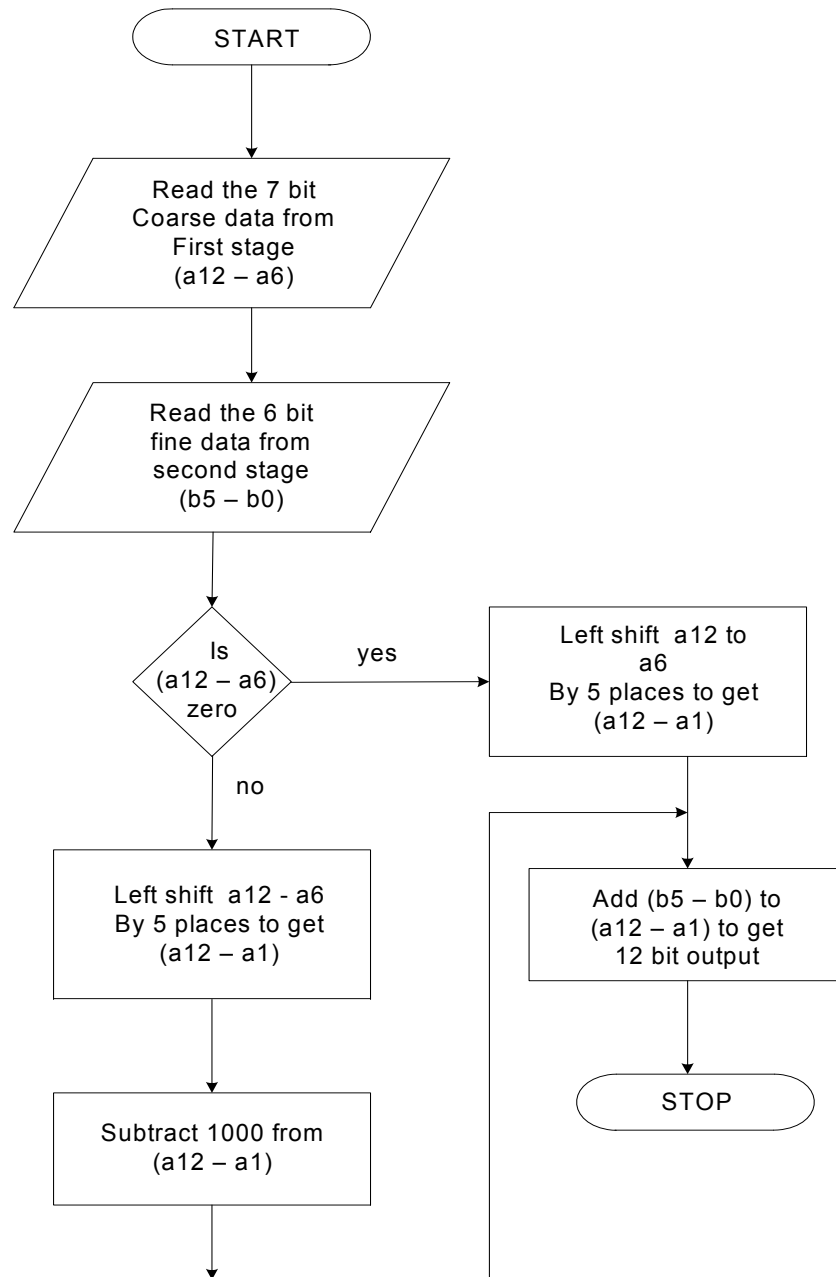 START
Read the 7 bit
Coarse data from
First stage
(a12 – a6)
Read the 6 bit
fine data from
second stage
(b5 – b0)
Is
(a12 – a6)
zero
yes
Left shift a12 to
a6
By 5 places to get
(a12 – a1)
no
Left shift a12 - a6
By 5 places to get
(a12 – a1)
Add (b5 – b0) to
(a12 – a1) to get
12 bit output
Subtract 1000 from
(a12 – a1)
STOP